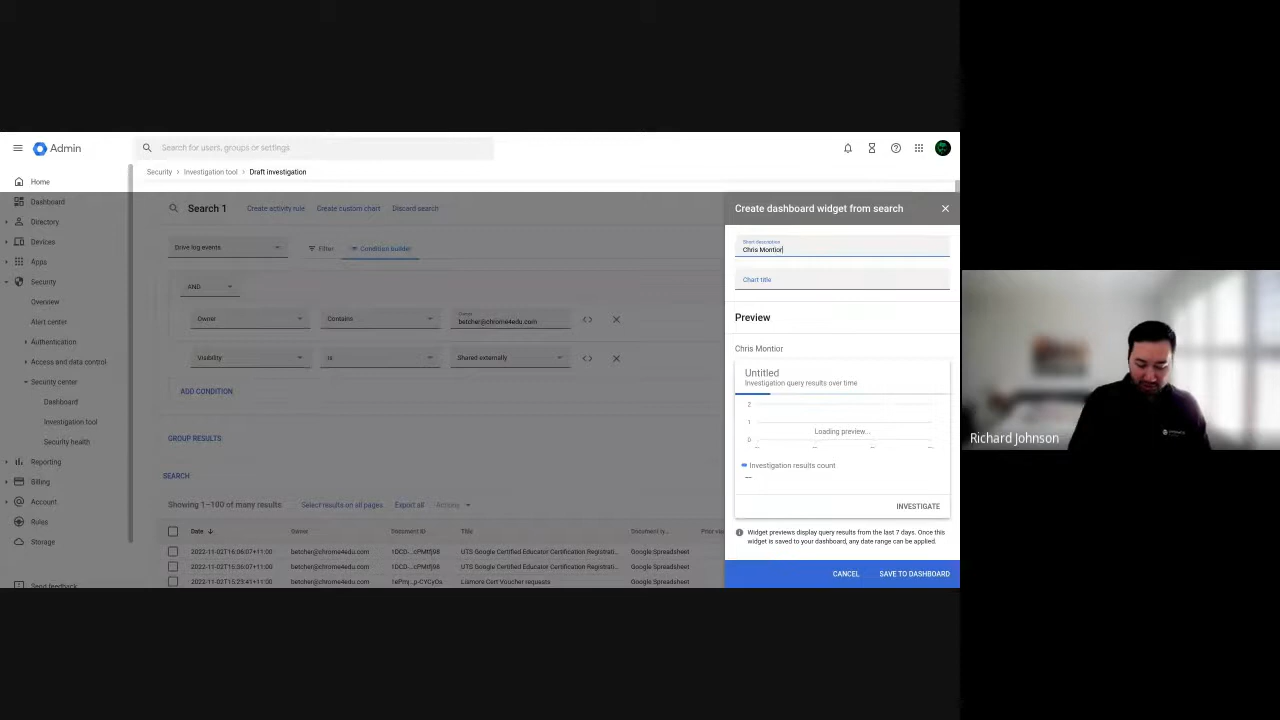 Admin
Search for users, groups or settings
Security > Investigation tool > Draft investigation
Home
Dashboard
Directory
Devices
Apps
Security
Overview
Alert center
Authentication
Access and data control
Security center
Dashboard
Investigation tool
Security health
Reporting
Billing
Account
Rules
Storage
Send feedback
Search 1
Create activity rule
Create custom chart
Discard search
Drive log events
Filter
Condition builder
AND
Owner
Contains
Owner
betcher@chrome4edu.com
Visibility
Is
Shared externally
ADD CONDITION
GROUP RESULTS
SEARCH
Showing 1–100 of many results
Select results on all pages
Export all
Actions
Date Owner Document ID Title
2022-11-02T16:06:07+11:00 betcher@chrome4edu.com UTS Google Certified Educator Certification Registrati... Google Spreadsheet
2022-11-02T16:06:07+11:00 betcher@chrome4edu.com UTS Google Certified Educator Certification Registrati... Google Spreadsheet
2022-11-02T15:23:41+11:00 betcher@chrome4edu.com Lismore Cert Voucher requests Google Spreadsheet
Create dashboard widget from search
Short description
Chris Montior
Chart title
Preview
Chris Montior
Untitled
Investigation query results over time
2
1
Loading preview...
0
Investigation results count
--
INVESTIGATE
Widget previews display query results from the last 7 days. Once this
widget is saved to your dashboard, any date range can be applied.
CANCEL
SAVE TO DASHBOARD
Richard Johnson